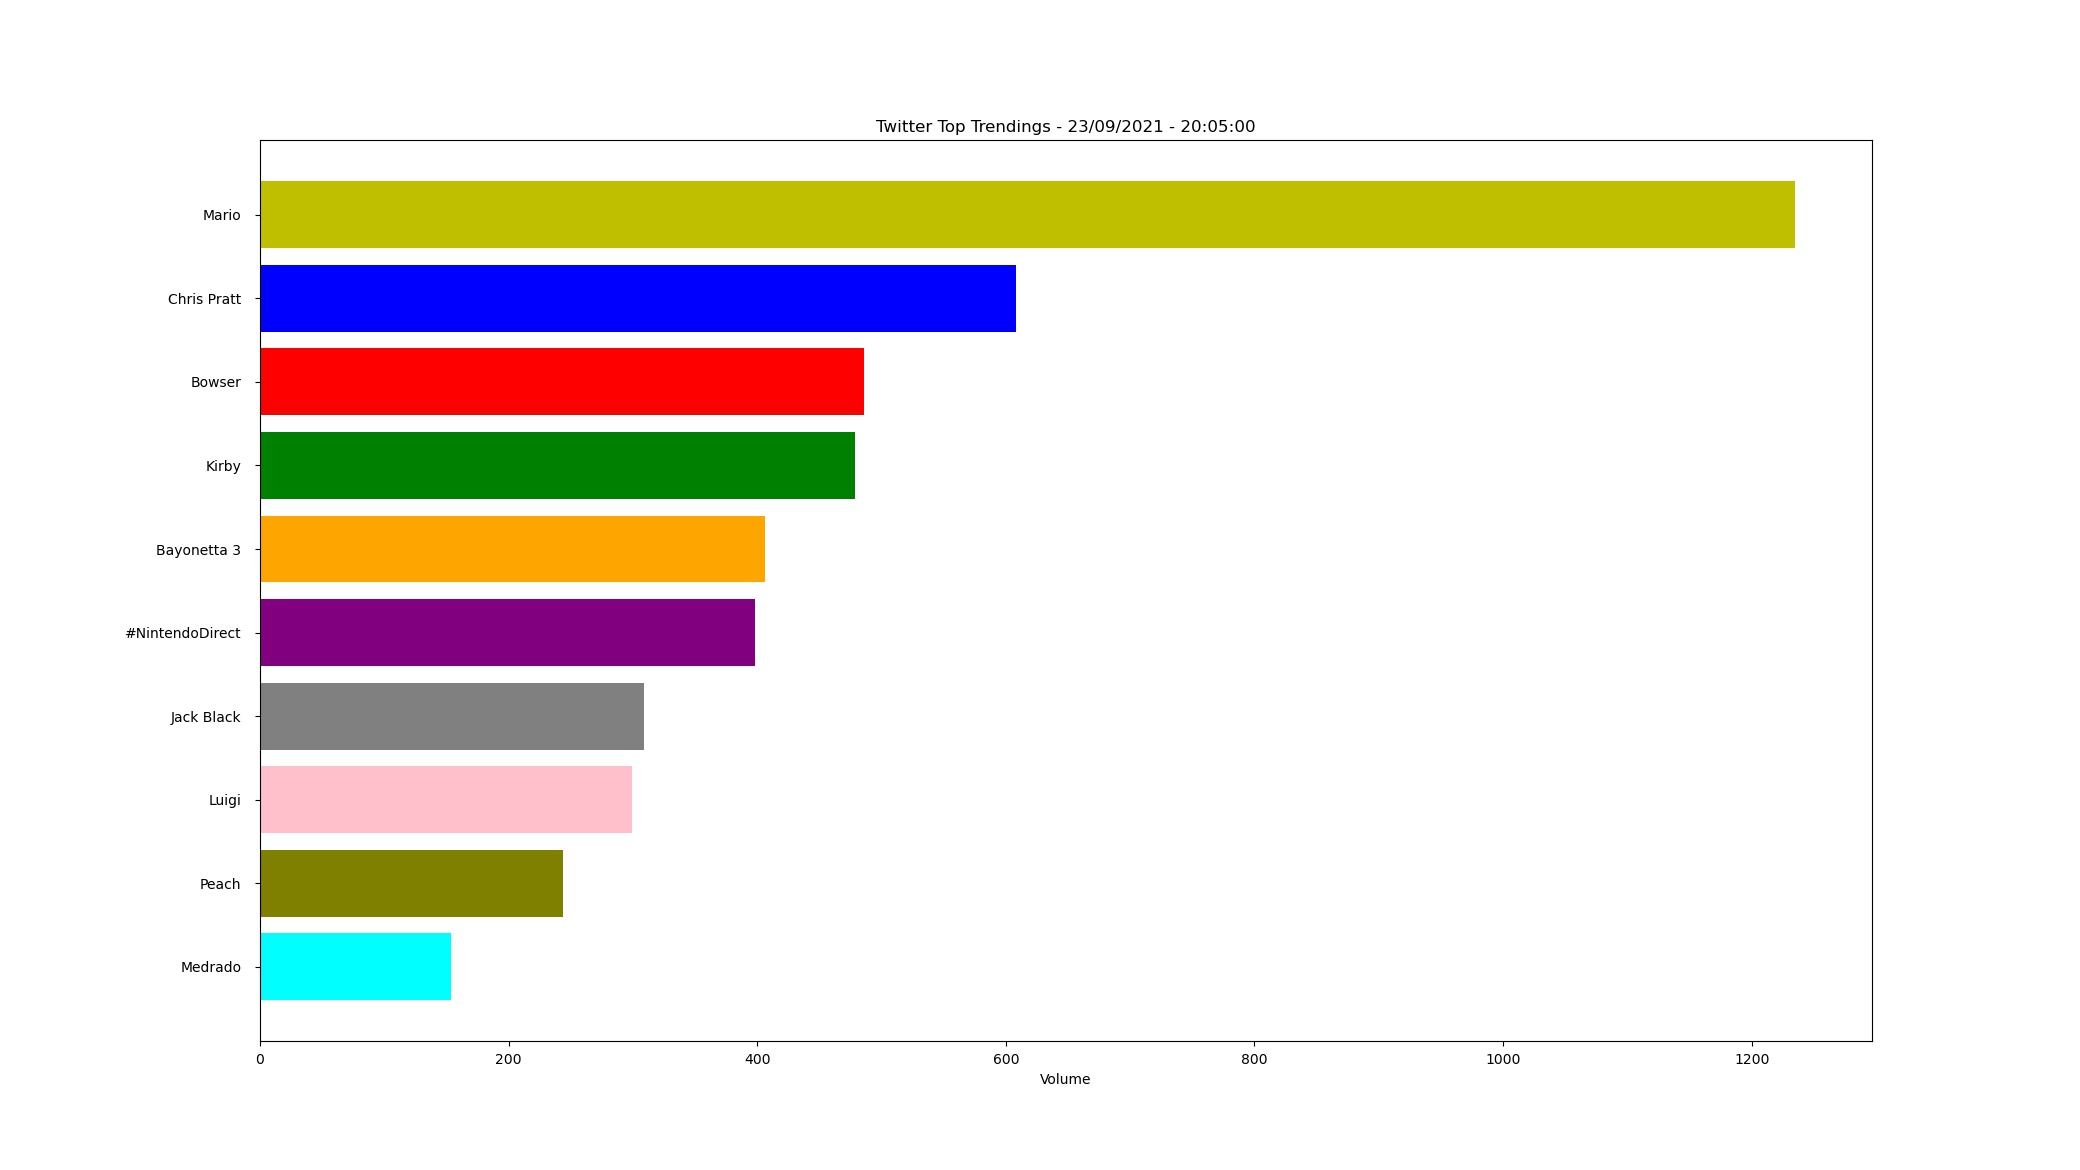 Twitter Top Trendings - 23/09/2021 - 20:05:00
Mario
Chris Pratt
Bowser
Kirby
Bayonetta 3
#NintendoDirect
Jack Black
Luigi
Peach
Medrado
0 200 400 600 800 1000 1200
Volume